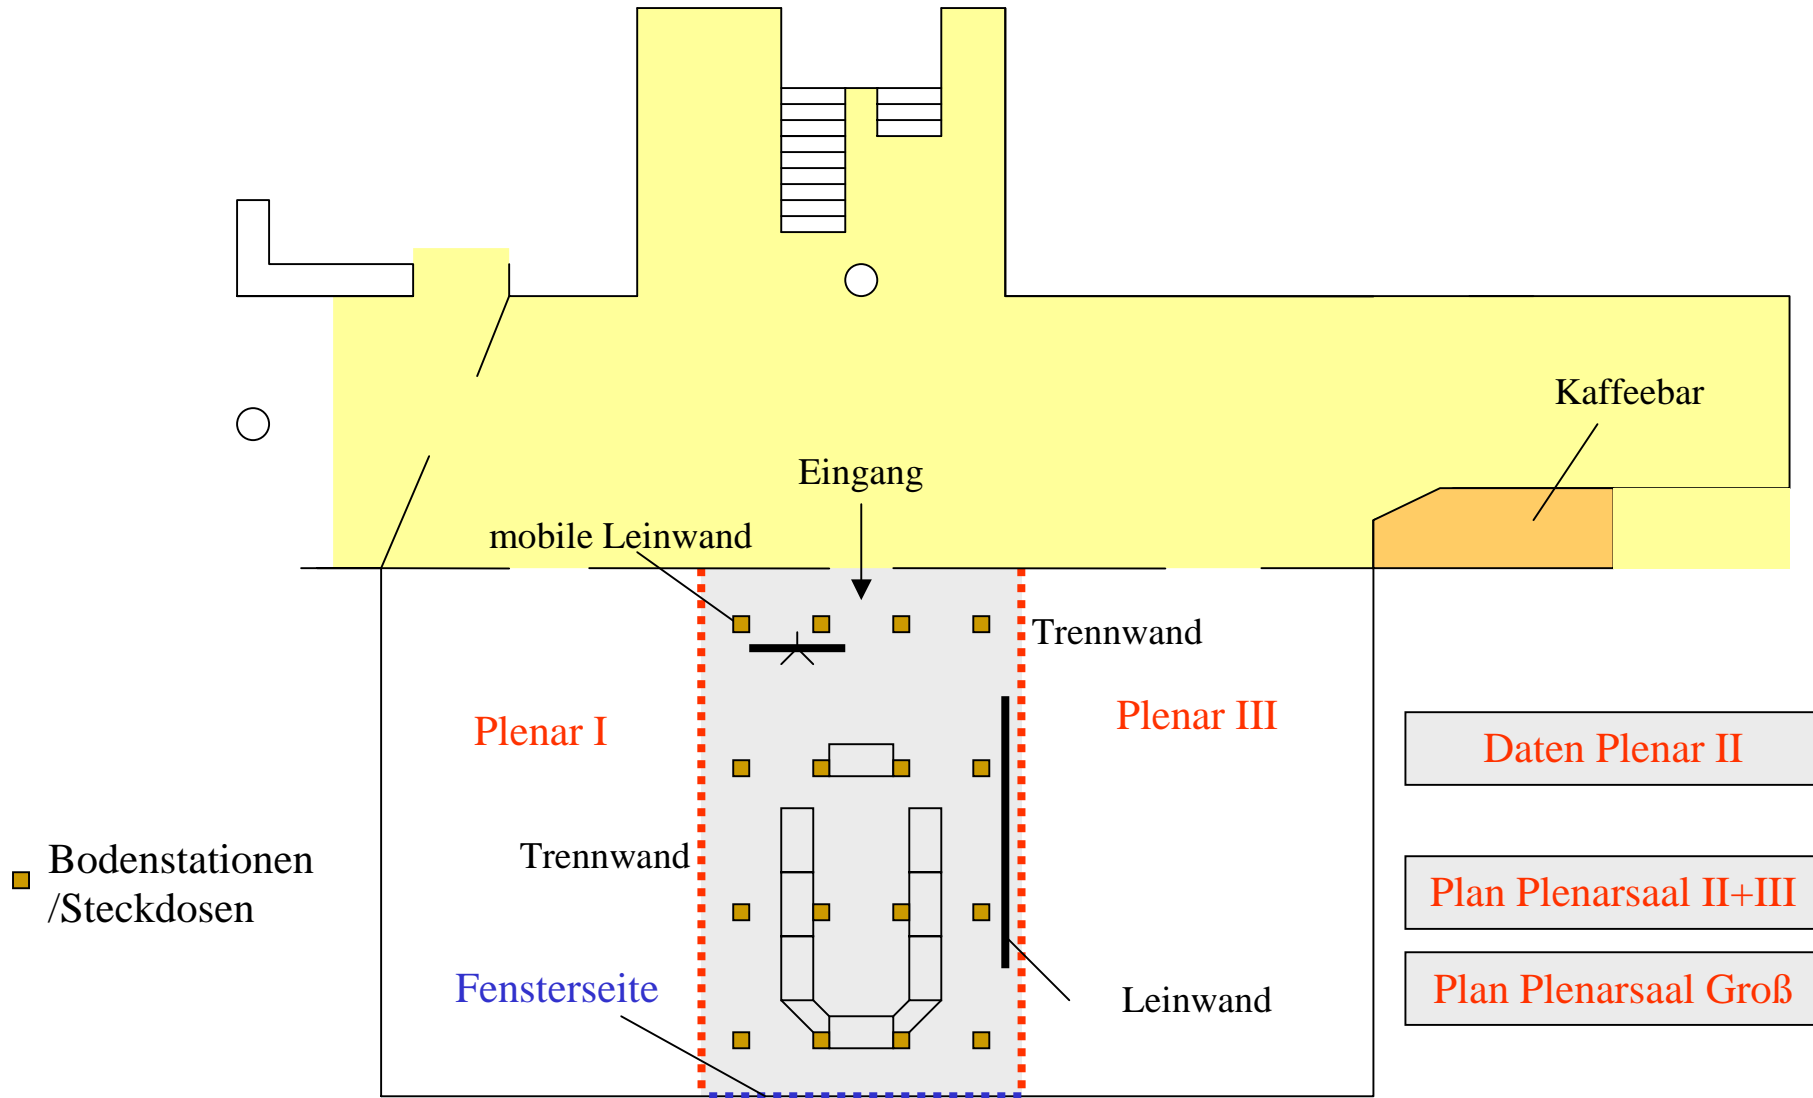 Kaffeebar
Eingang
mobile Leinwand
Trennwand
Plenar I
Plenar III
Daten Plenar II
Trennwand
Bodenstationen
/Steckdosen
Plan Plenarsaal II+III
Fensterseite
Leinwand
Plan Plenarsaal Groß